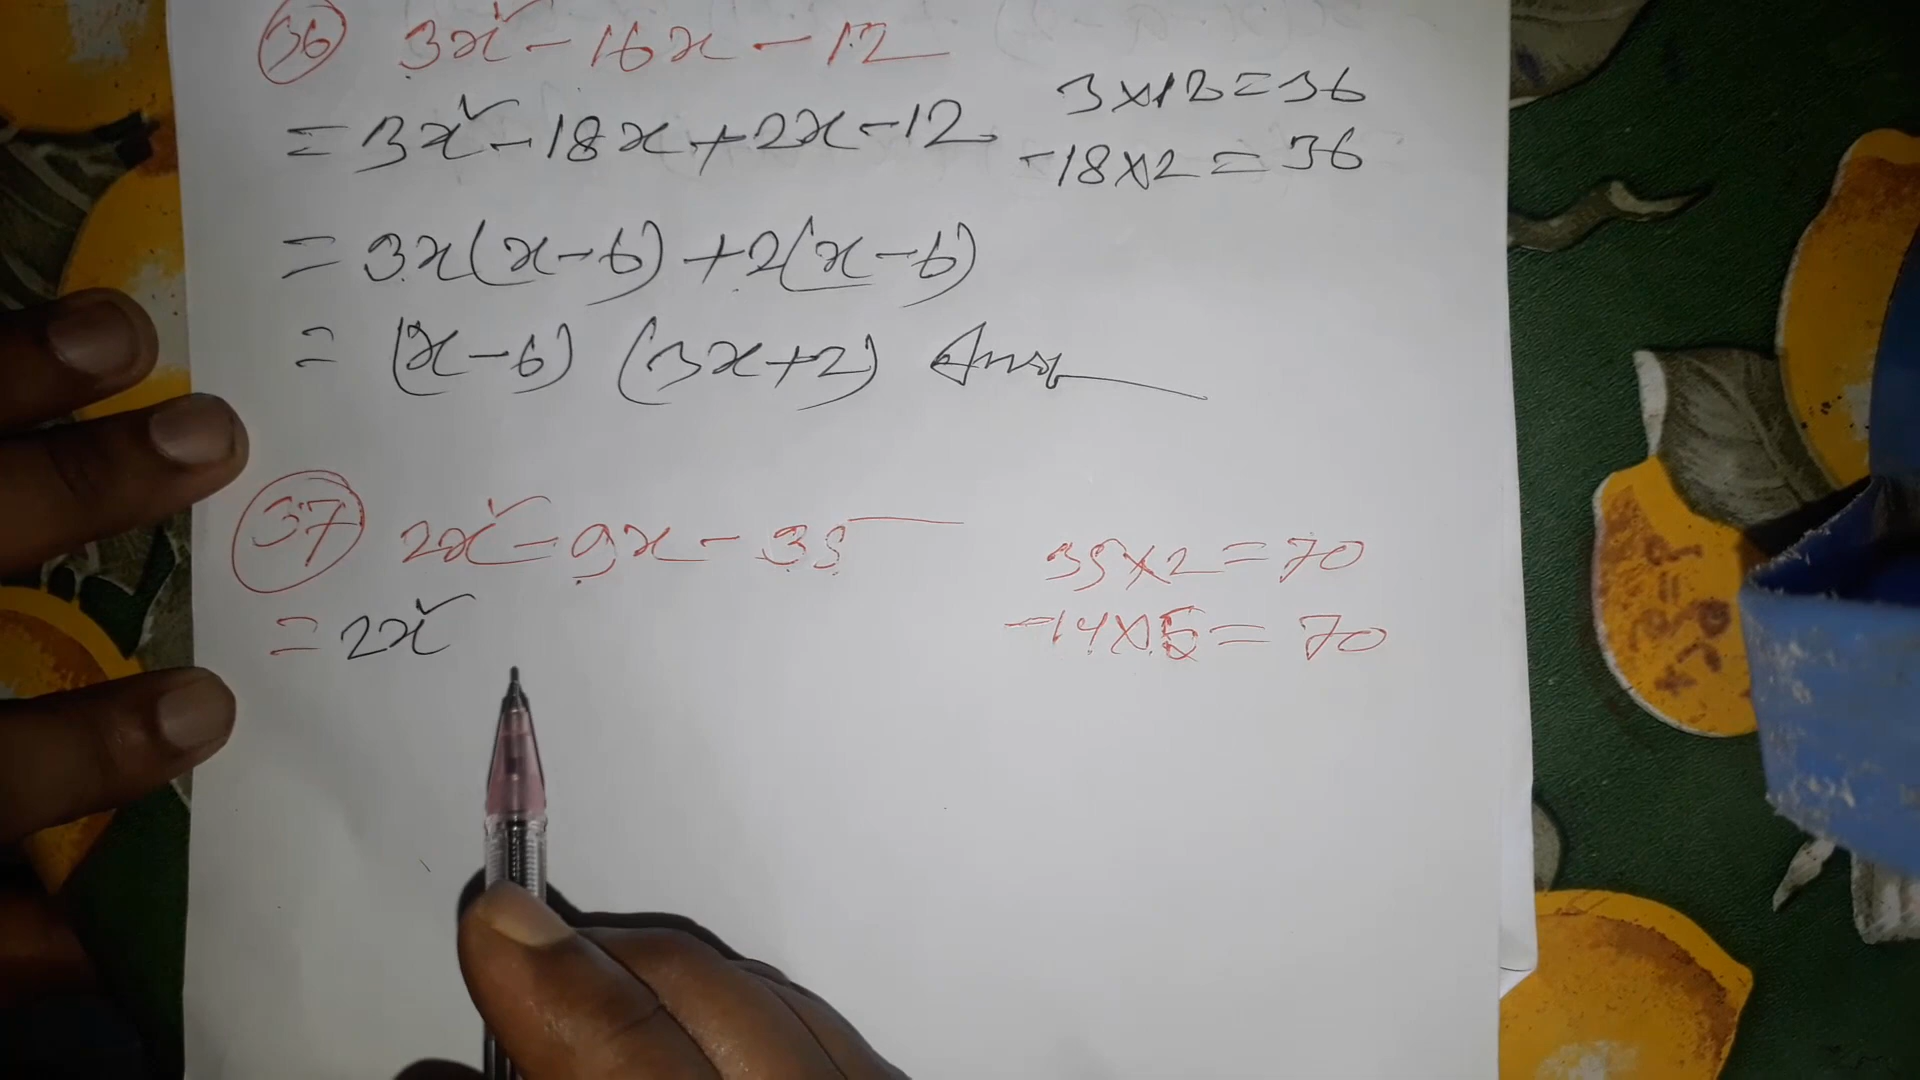 36 3x² - 16x - 12
= 3x² - 18x + 2x - 12
3×12 = 36
-18×2 = 36
= 3x(x-6) + 2(x-6)
= (x-6) (3x+2) Ans
37 2x² - 9x - 35
35×2 = 70
-14×5 = 70
= 2x²